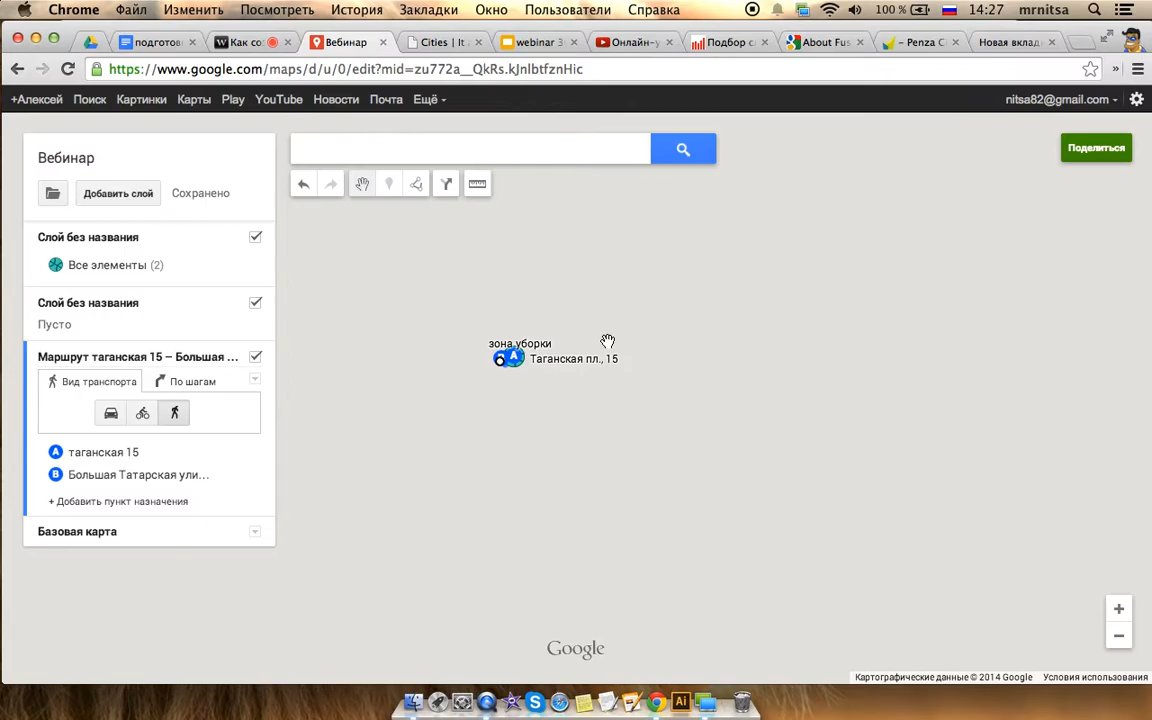 Chrome Файл Изменить Посмотреть История Закладки Окно Пользователи Справка 100 % 14:27 mrnitsa
подготов Как со Вебинар Cities | It webinar 3 Онлайн-у Подбор с About Fus – Penza C Новая вклад
https://www.google.com/maps/d/u/0/edit?mid=zu772a__QkRs.kJnlbtfznHic
+Алексей Поиск Картинки Карты Play YouTube Новости Почта Ещё nitsa82@gmail.com
Вебинар
Поделиться
Добавить слой Сохранено
Слой без названия
Все элементы (2)
Слой без названия
Пусто
зона уборки
A Таганская пл., 15
Маршрут таганская 15 – Большая ...
Вид транспорта По шагам
A таганская 15
B Большая Татарская ули...
+ Добавить пункт назначения
Базовая карта
Google
Картографические данные © 2014 Google Условия использования